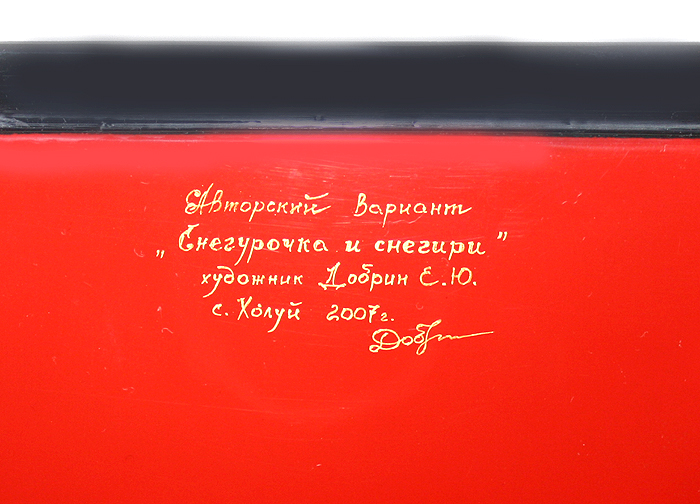 Авторский Вариант
„Снегурочка и снегири”
художник Добрин Е.Ю.
с. Холуй 2007г.